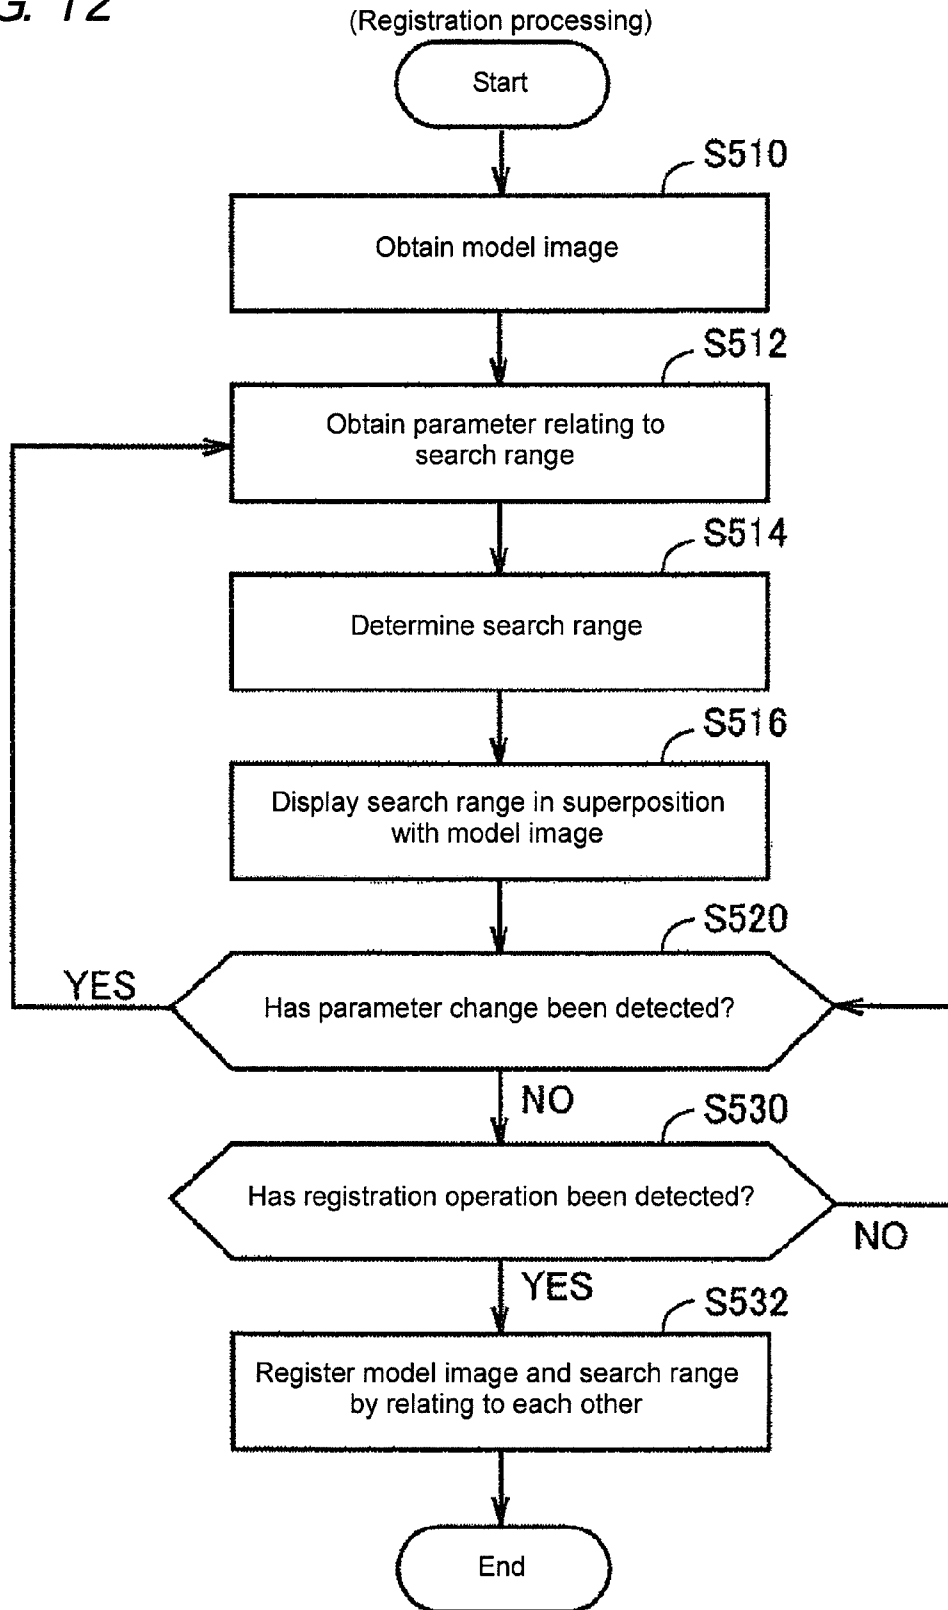 G. 12
(Registration processing)
Start
S510
Obtain model image
S512
Obtain parameter relating to
search range
S514
Determine search range
S516
Display search range in superposition
with model image
S520
YES
Has parameter change been detected?
NO
S530
Has registration operation been detected?
NO
YES
S532
Register model image and search range
by relating to each other
End